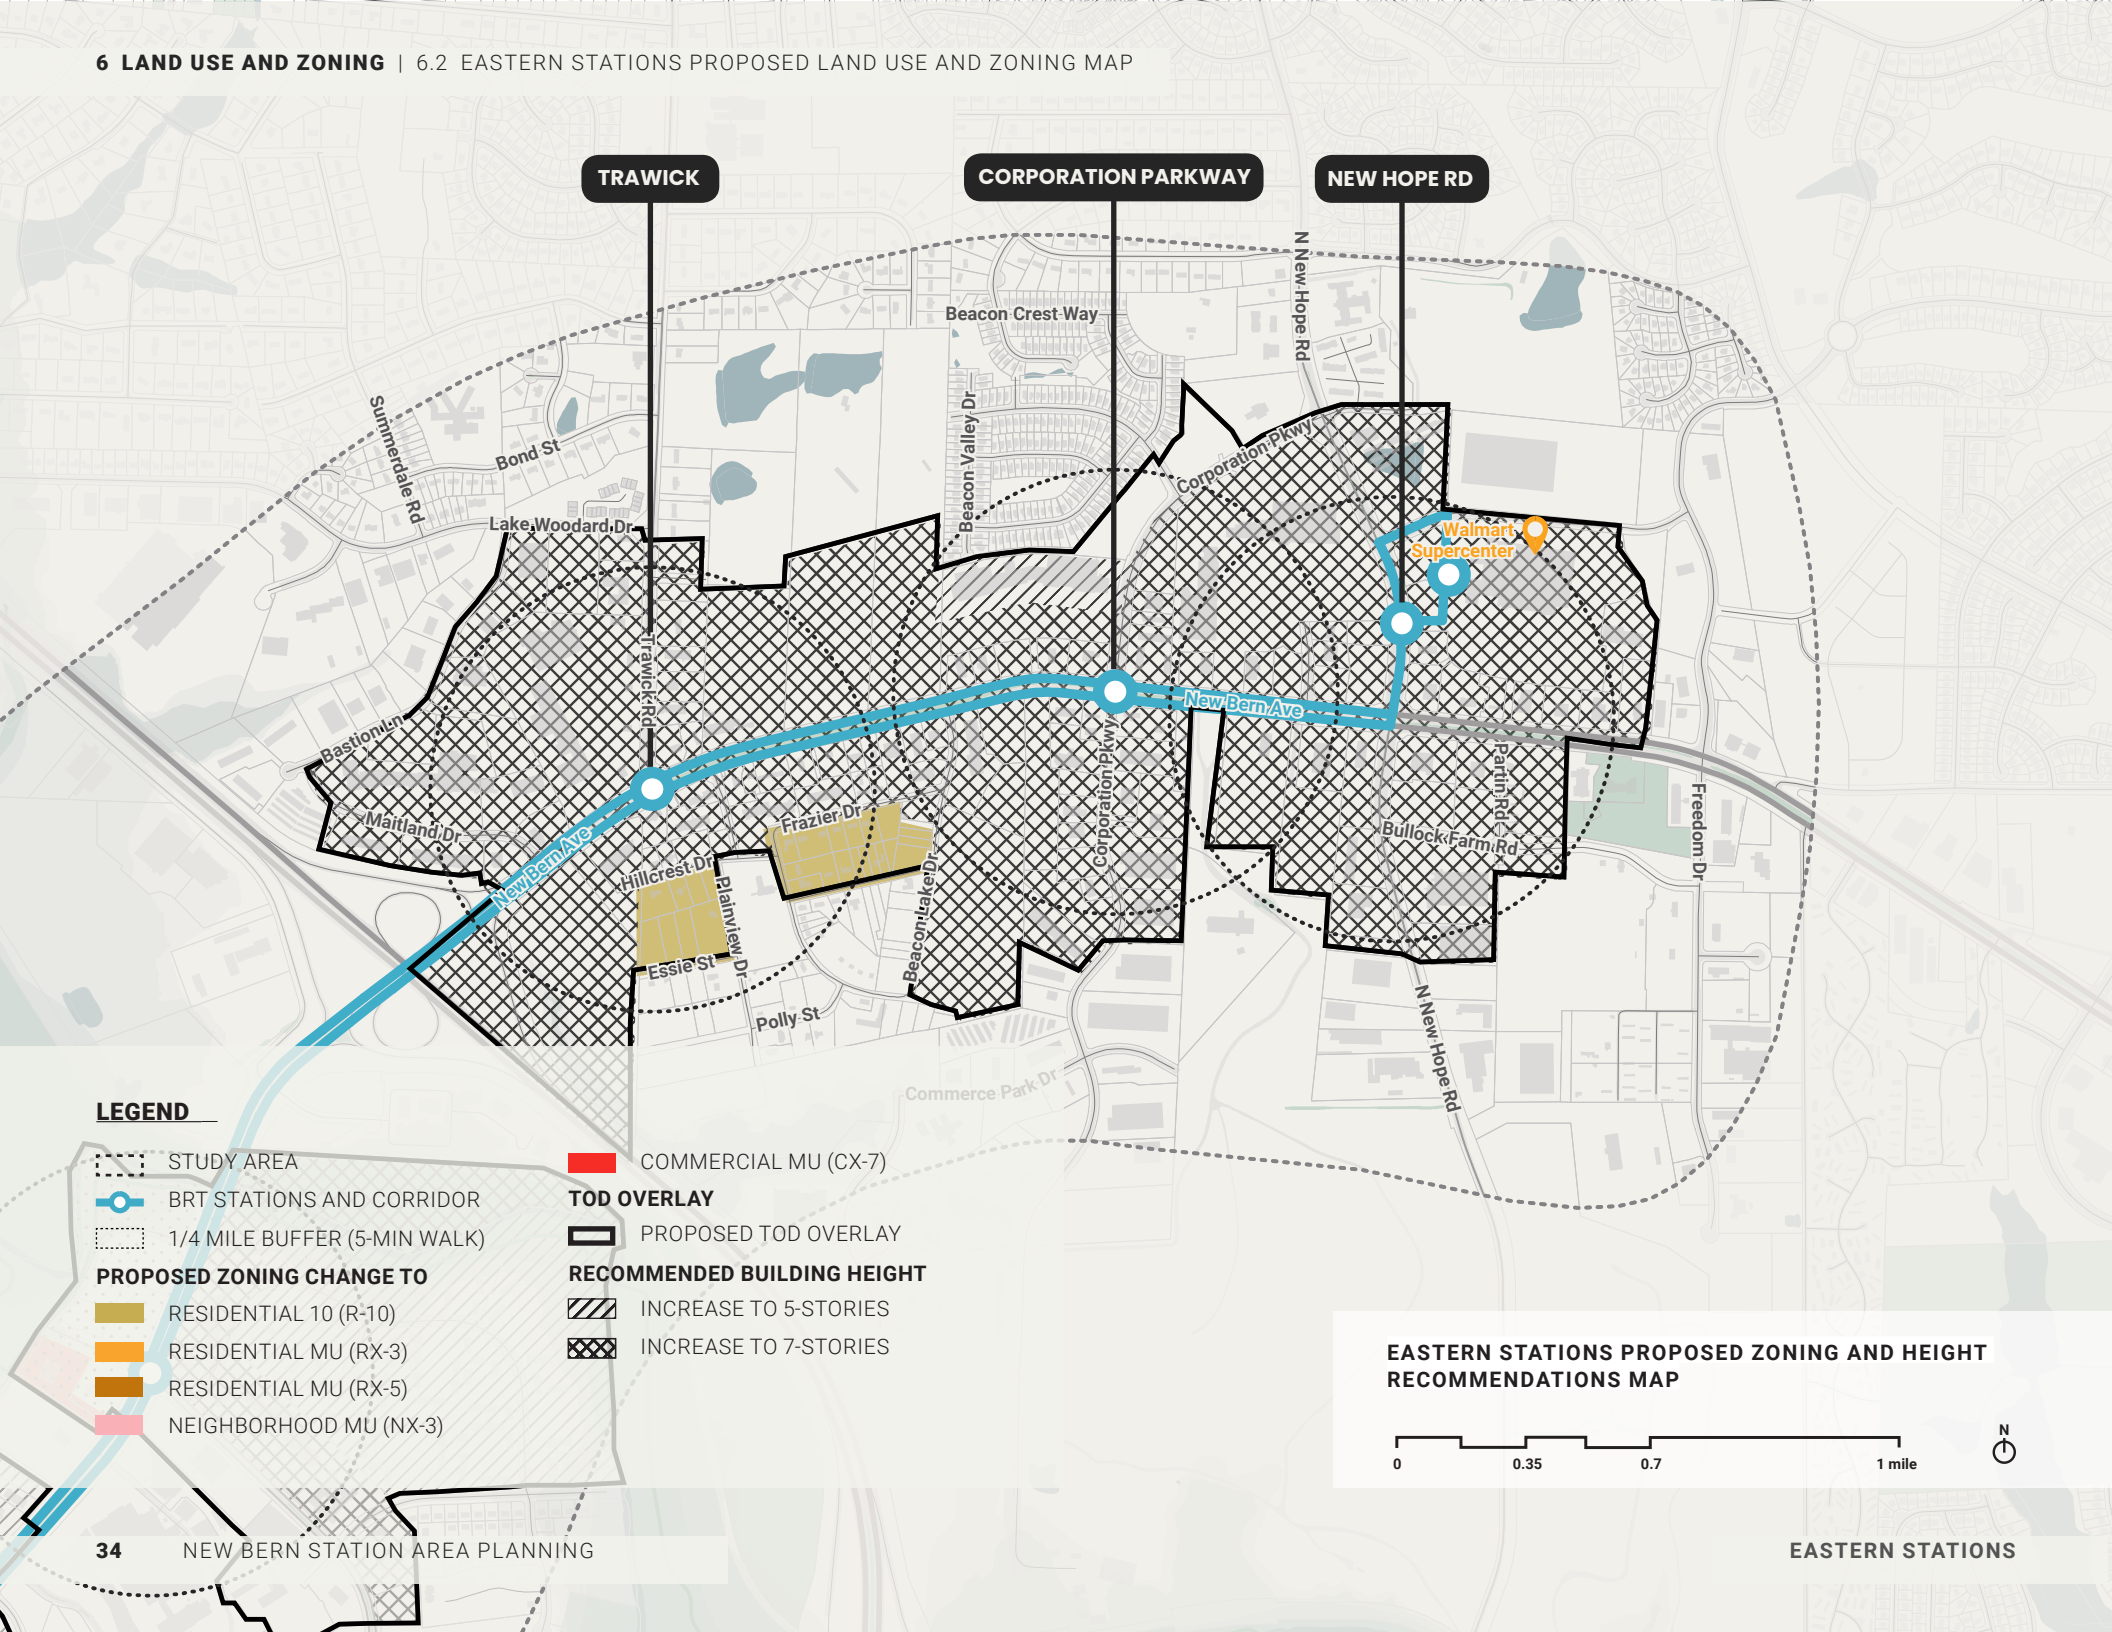 6 LAND USE AND ZONING | 6.2 EASTERN STATIONS PROPOSED LAND USE AND ZONING MAP
TRAWICK
CORPORATION PARKWAY
NEW HOPE RD
N New Hope Rd
Beacon Crest Way
Summerdale Rd
Bond St
Beacon Valley Dr
Corporation Pkwy
Lake Woodard Dr
Walmart
Supercenter
Trawick Rd
Bastion Ln
New Bern Ave
Corporation Pkwy
Partin Rd
Maitland Dr
Frazier Dr
Bullock Farm Rd
Freedom Dr
New Bern Ave
Hillcrest Dr
Plainview Dr
Beacon Lake Dr
Essie St
Polly St
N New Hope Rd
Commerce Park Dr
LEGEND
STUDY AREA
BRT STATIONS AND CORRIDOR
1/4 MILE BUFFER (5-MIN WALK)
PROPOSED ZONING CHANGE TO
RESIDENTIAL 10 (R-10)
RESIDENTIAL MU (RX-3)
RESIDENTIAL MU (RX-5)
NEIGHBORHOOD MU (NX-3)
COMMERCIAL MU (CX-7)
TOD OVERLAY
PROPOSED TOD OVERLAY
RECOMMENDED BUILDING HEIGHT
INCREASE TO 5-STORIES
INCREASE TO 7-STORIES
EASTERN STATIONS PROPOSED ZONING AND HEIGHT
RECOMMENDATIONS MAP
0 0.35 0.7 1 mile
N
34 NEW BERN STATION AREA PLANNING
EASTERN STATIONS